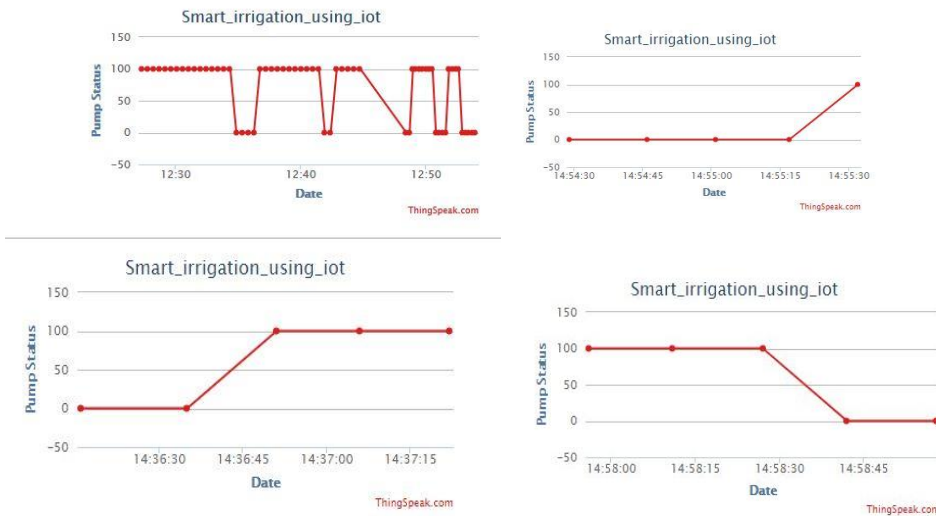 Smart_irrigation_using_iot
150
100
50
0
-50
Pump Status
12:30 12:40 12:50
Date
ThingSpeak.com
Smart_irrigation_using_iot
150
100
50
0
-50
Pump Status
14:54:30 14:54:45 14:55:00 14:55:15 14:55:30
Date
ThingSpeak.com
Smart_irrigation_using_iot
150
100
50
0
-50
Pump Status
14:36:30 14:36:45 14:37:00 14:37:15
Date
ThingSpeak.com
Smart_irrigation_using_iot
150
100
50
0
-50
Pump Status
14:58:00 14:58:15 14:58:30 14:58:45
Date
ThingSpeak.com